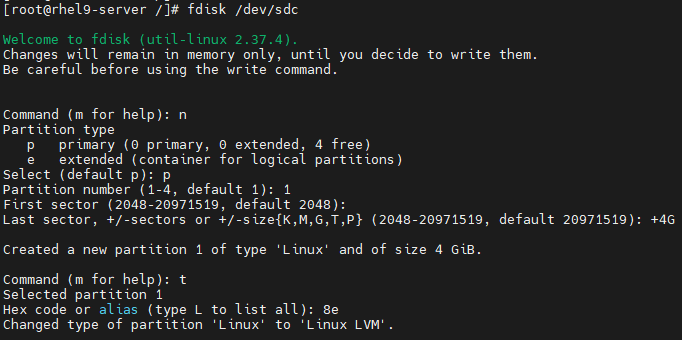 [root@rhel9-server /]# fdisk /dev/sdc
Welcome to fdisk (util-linux 2.37.4).
Changes will remain in memory only, until you decide to write them.
Be careful before using the write command.
Command (m for help): n
Partition type
   p   primary (0 primary, 0 extended, 4 free)
   e   extended (container for logical partitions)
Select (default p): p
Partition number (1-4, default 1): 1
First sector (2048-20971519, default 2048):
Last sector, +/-sectors or +/-size{K,M,G,T,P} (2048-20971519, default 20971519): +4G
Created a new partition 1 of type 'Linux' and of size 4 GiB.
Command (m for help): t
Selected partition 1
Hex code or alias (type L to list all): 8e
Changed type of partition 'Linux' to 'Linux LVM'.